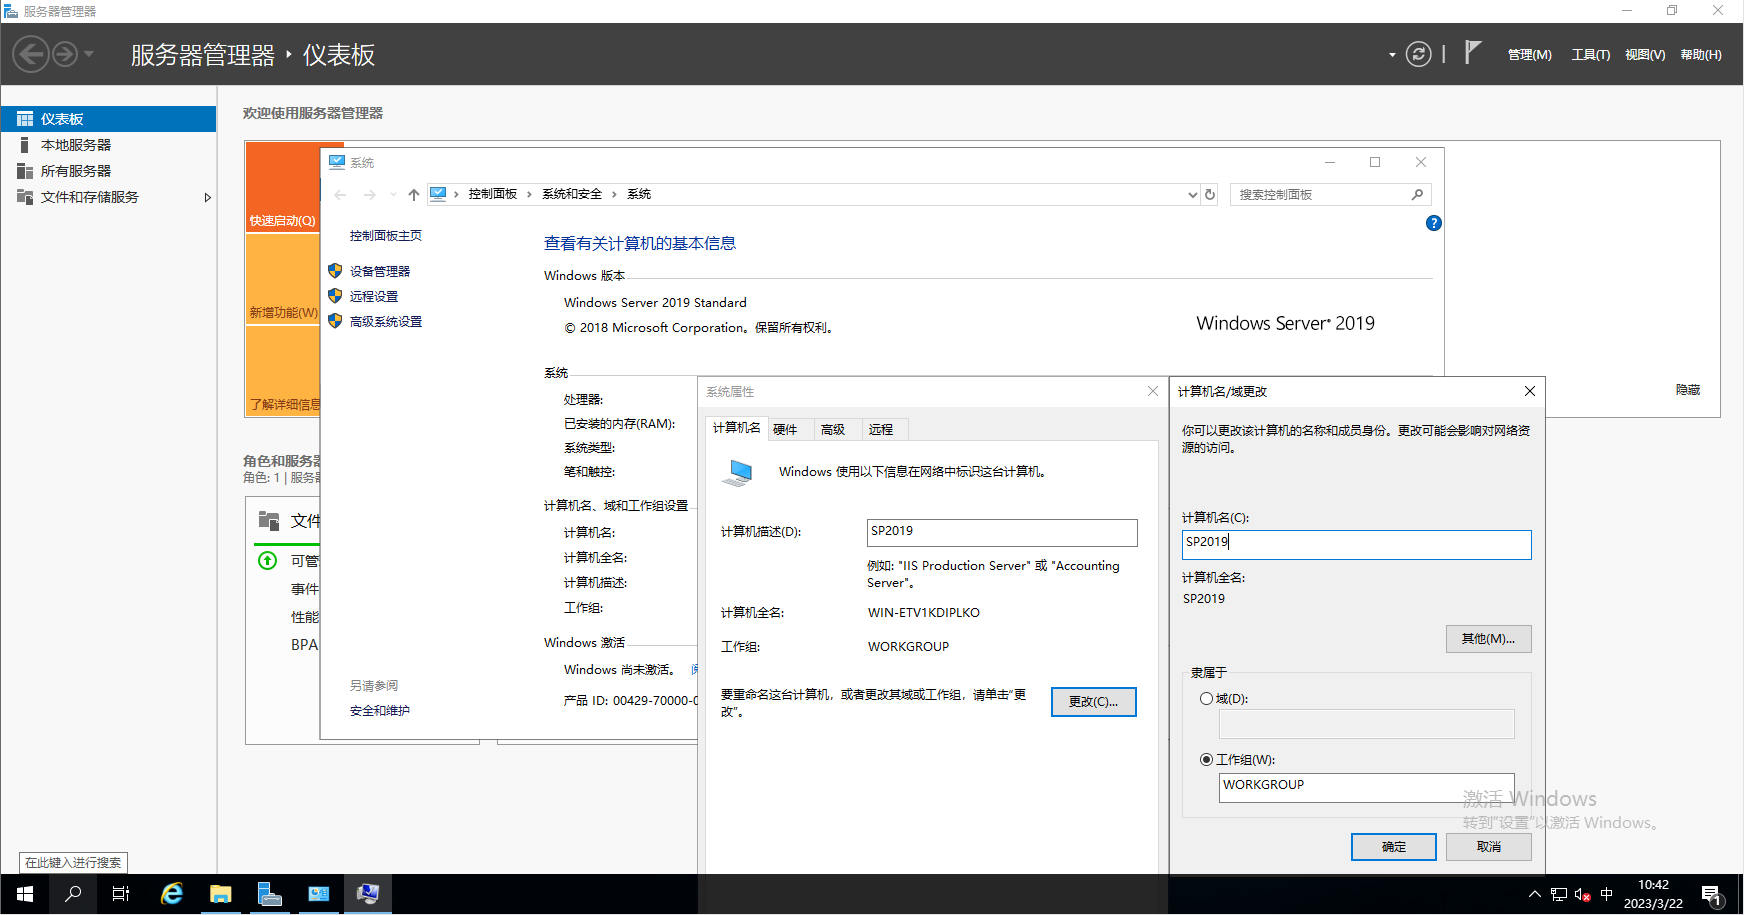 服务器管理器
服务器管理器 ‣ 仪表板
管理(M) 工具(T) 视图(V) 帮助(H)
仪表板
本地服务器
所有服务器
文件和存储服务
欢迎使用服务器管理器
快速启动(Q)
新增功能(W)
了解详细信息
隐藏
角色和服务器
角色: 1 | 服务器
文件
可管
事件
性能
BPA
系统
控制面板 › 系统和安全 › 系统
搜索控制面板
控制面板主页
设备管理器
远程设置
高级系统设置
另请参阅
安全和维护
查看有关计算机的基本信息
Windows 版本
Windows Server 2019 Standard
© 2018 Microsoft Corporation。保留所有权利。
Windows Server® 2019
系统
处理器:
已安装的内存(RAM):
系统类型:
笔和触控:
计算机名、域和工作组设置
计算机名:
计算机全名:
计算机描述:
工作组:
Windows 激活
Windows 尚未激活。
产品 ID: 00429-70000-0
系统属性
计算机名 硬件 高级 远程
Windows 使用以下信息在网络中标识这台计算机。
计算机描述(D): SP2019
例如: "IIS Production Server" 或 "Accounting
Server"。
计算机全名: WIN-ETV1KDIPLKO
工作组: WORKGROUP
要重命名这台计算机，或者更改其域或工作组，请单击“更
改”。
更改(C)...
计算机名/域更改
你可以更改该计算机的名称和成员身份。更改可能会影响对网络资
源的访问。
计算机名(C):
SP2019
计算机全名:
SP2019
其他(M)...
隶属于
域(D):
工作组(W):
WORKGROUP
确定 取消
激活 Windows
转到"设置"以激活 Windows。
在此键入进行搜索
中
10:42
2023/3/22
1